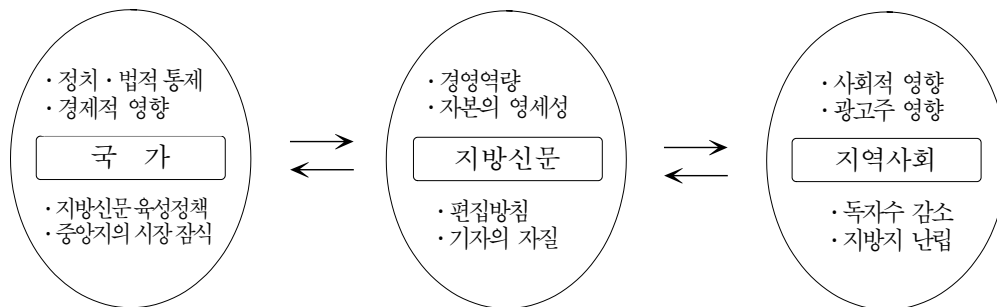 · 정치 · 법적 통제
· 경제적 영향
국 가
· 지방신문 육성정책
· 중앙지의 시장 잠식
· 경영역량
· 자본의 영세성
지방신문
· 편집방침
· 기자의 자질
· 사회적 영향
· 광고주 영향
지역사회
· 독자수 감소
· 지방지 난립